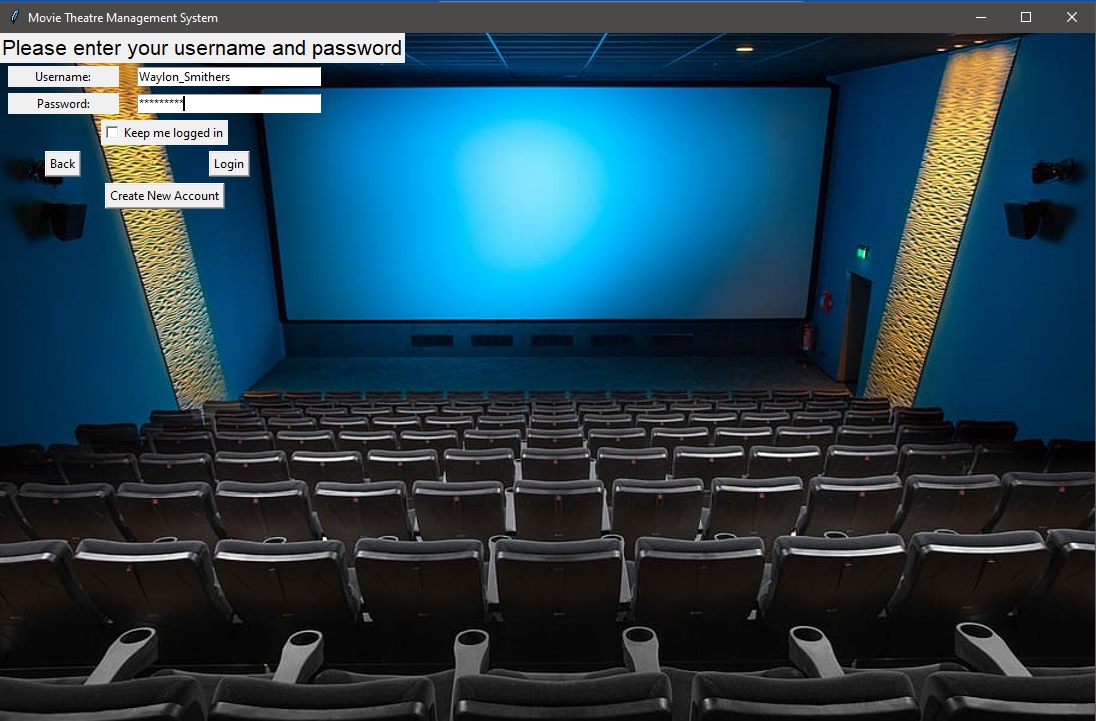 Movie Theatre Management System
Please enter your username and password
Username: Waylon_Smithers
Password: *********
Keep me logged in
Back Login
Create New Account